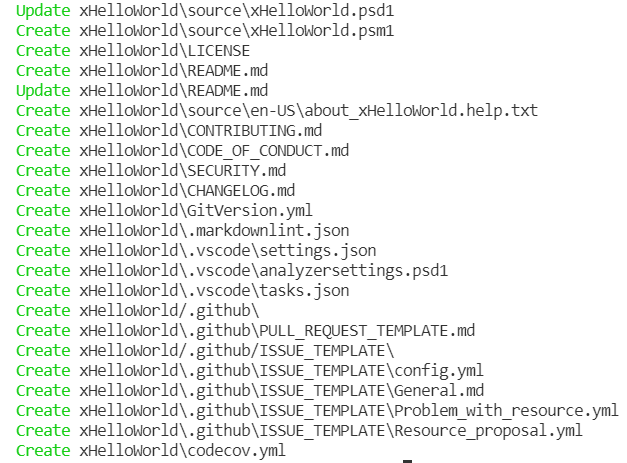 Update xHelloWorld\source\xHelloWorld.psd1
Create xHelloWorld\source\xHelloWorld.psm1
Create xHelloWorld\LICENSE
Create xHelloWorld\README.md
Update xHelloWorld\README.md
Create xHelloWorld\source\en-US\about_xHelloWorld.help.txt
Create xHelloWorld\CONTRIBUTING.md
Create xHelloWorld\CODE_OF_CONDUCT.md
Create xHelloWorld\SECURITY.md
Create xHelloWorld\CHANGELOG.md
Create xHelloWorld\GitVersion.yml
Create xHelloWorld\.markdownlint.json
Create xHelloWorld\.vscode\settings.json
Create xHelloWorld\.vscode\analyzersettings.psd1
Create xHelloWorld\.vscode\tasks.json
Create xHelloWorld/.github\
Create xHelloWorld\.github\PULL_REQUEST_TEMPLATE.md
Create xHelloWorld/.github/ISSUE_TEMPLATE\
Create xHelloWorld\.github\ISSUE_TEMPLATE\config.yml
Create xHelloWorld\.github\ISSUE_TEMPLATE\General.md
Create xHelloWorld\.github\ISSUE_TEMPLATE\Problem_with_resource.yml
Create xHelloWorld\.github\ISSUE_TEMPLATE\Resource_proposal.yml
Create xHelloWorld\codecov.yml